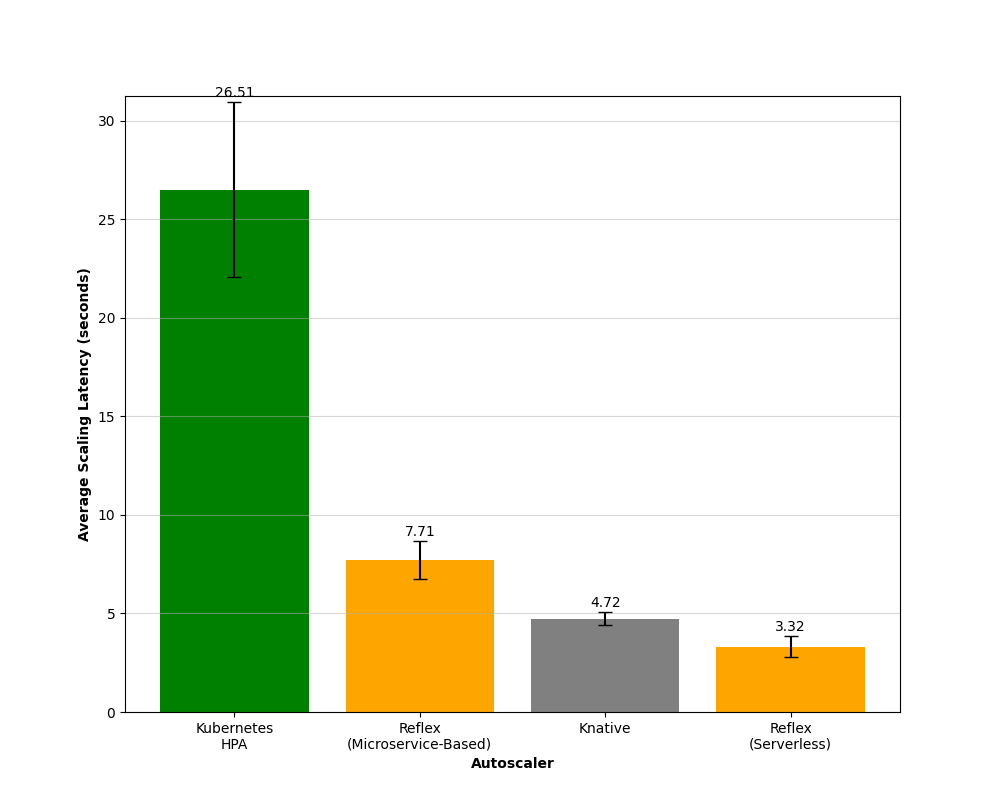 26.51
30
25
20
15
10
5
0
Average Scaling Latency (seconds)
7.71
4.72
3.32
Kubernetes
HPA
Reflex
(Microservice-Based)
Knative
Reflex
(Serverless)
Autoscaler